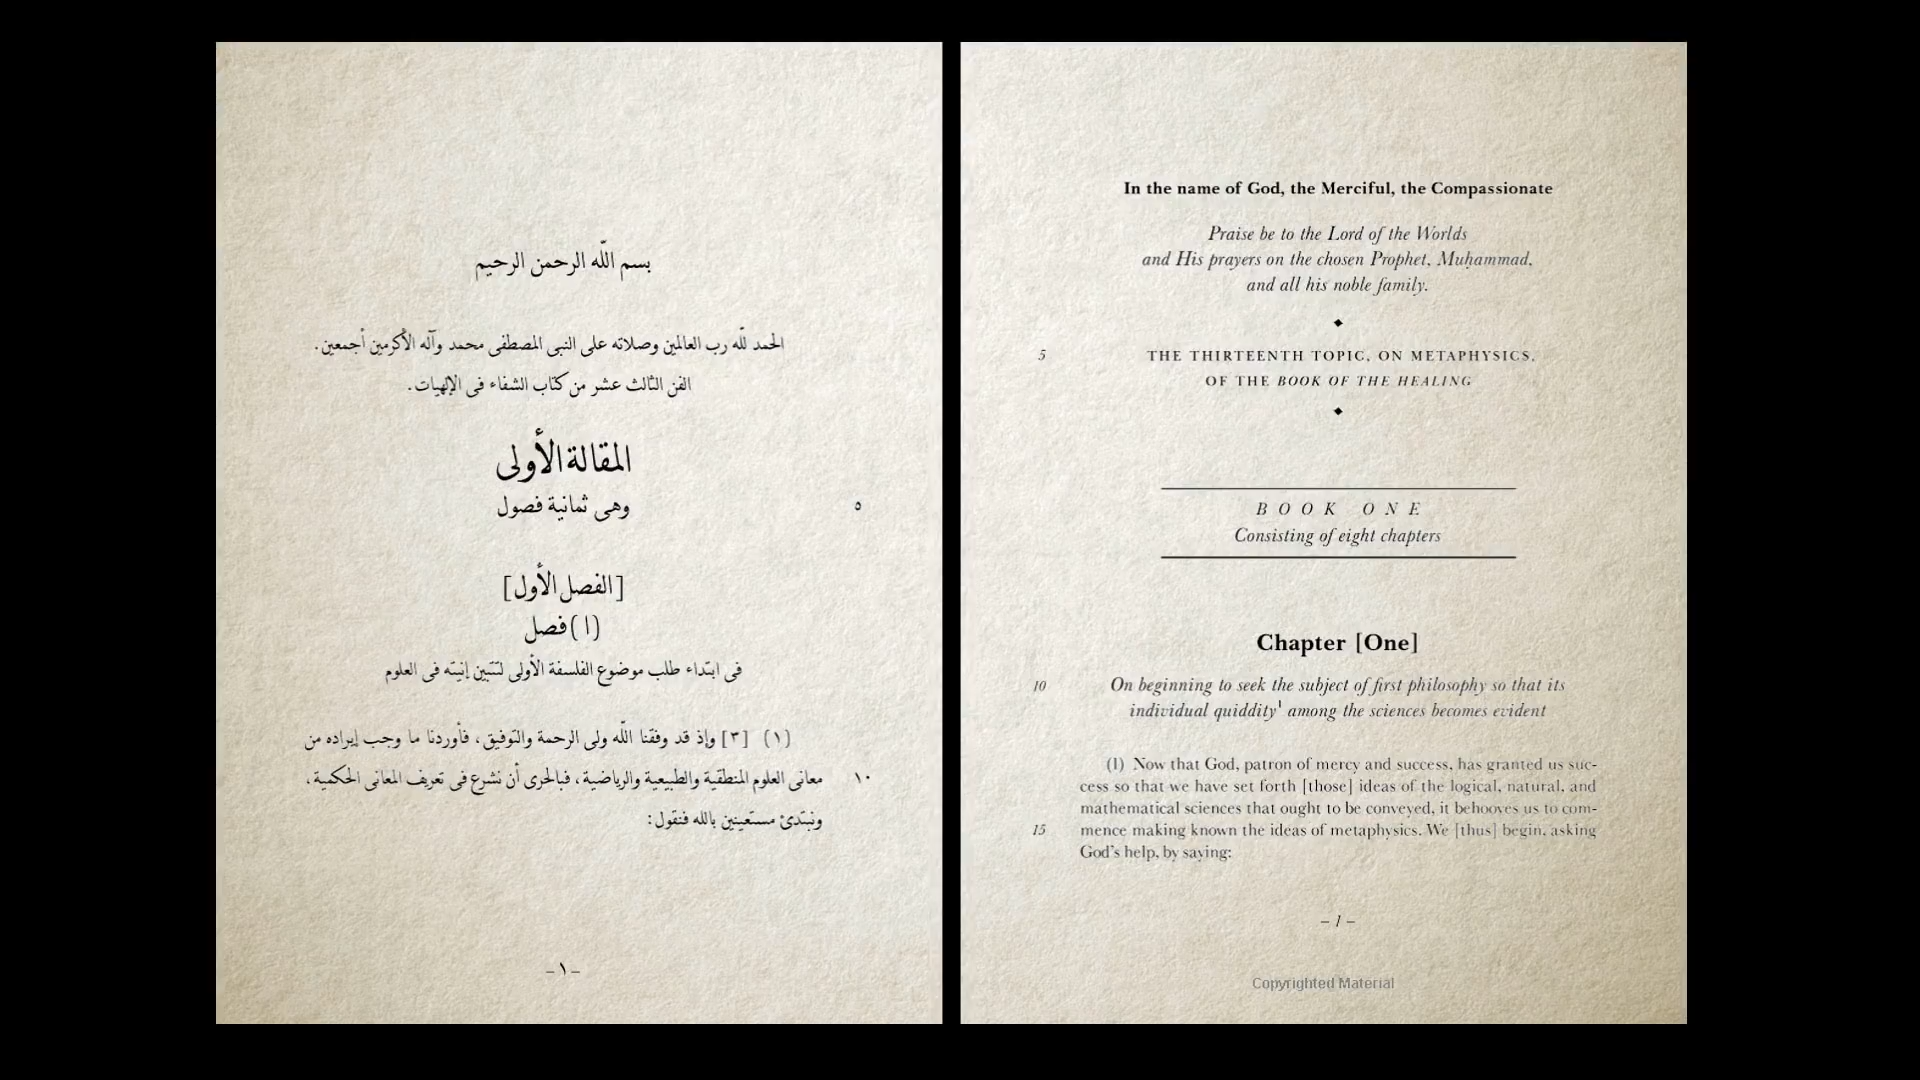 بسم اللّه الرحمن الرحيم
الحمد للّه رب العالمين وصلاته على النبى المصطفى محمد وآله الأكرمين أجمعين.
الفن الثالث عشر من كتاب الشفاء فى الإلهيات.
المقالة الأولى
وهى ثمانية فصول
٥
[الفصل الأول]
(ا) فصل
فى ابتداء طلب موضوع الفلسفة الأولى لتتبين إنيته فى العلوم
(١) [٣] وإذ قد وفقنا اللّه ولى الرحمة والتوفيق، فأوردنا ما وجب إيراده من
معانى العلوم المنطقية والطبيعية والرياضية، فبالحرى أن نشرع فى تعريف المعانى الحكمية،
١٠
ونبتدئ مستعينين بالله فنقول:
–١–
In the name of God, the Merciful, the Compassionate
Praise be to the Lord of the Worlds
and His prayers on the chosen Prophet, Muḥammad,
and all his noble family.
5
THE THIRTEENTH TOPIC, ON METAPHYSICS,
OF THE BOOK OF THE HEALING
BOOK ONE
Consisting of eight chapters
Chapter [One]
10
On beginning to seek the subject of first philosophy so that its
individual quiddity¹ among the sciences becomes evident
(1) Now that God, patron of mercy and success, has granted us suc-
cess so that we have set forth [those] ideas of the logical, natural, and
mathematical sciences that ought to be conveyed, it behooves us to com-
15
mence making known the ideas of metaphysics. We [thus] begin, asking
God's help, by saying:
– 1 –
Copyrighted Material